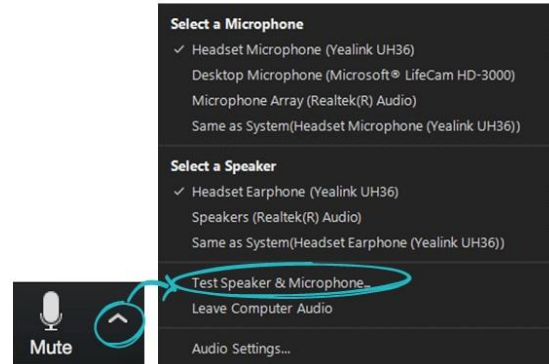 Select a Microphone
✓ Headset Microphone (Yealink UH36)
Desktop Microphone (Microsoft® LifeCam HD-3000)
Microphone Array (Realtek(R) Audio)
Same as System(Headset Microphone (Yealink UH36))
Select a Speaker
✓ Headset Earphone (Yealink UH36)
Speakers (Realtek(R) Audio)
Same as System(Headset Earphone (Yealink UH36))
Test Speaker & Microphone...
Leave Computer Audio
Audio Settings...
Mute